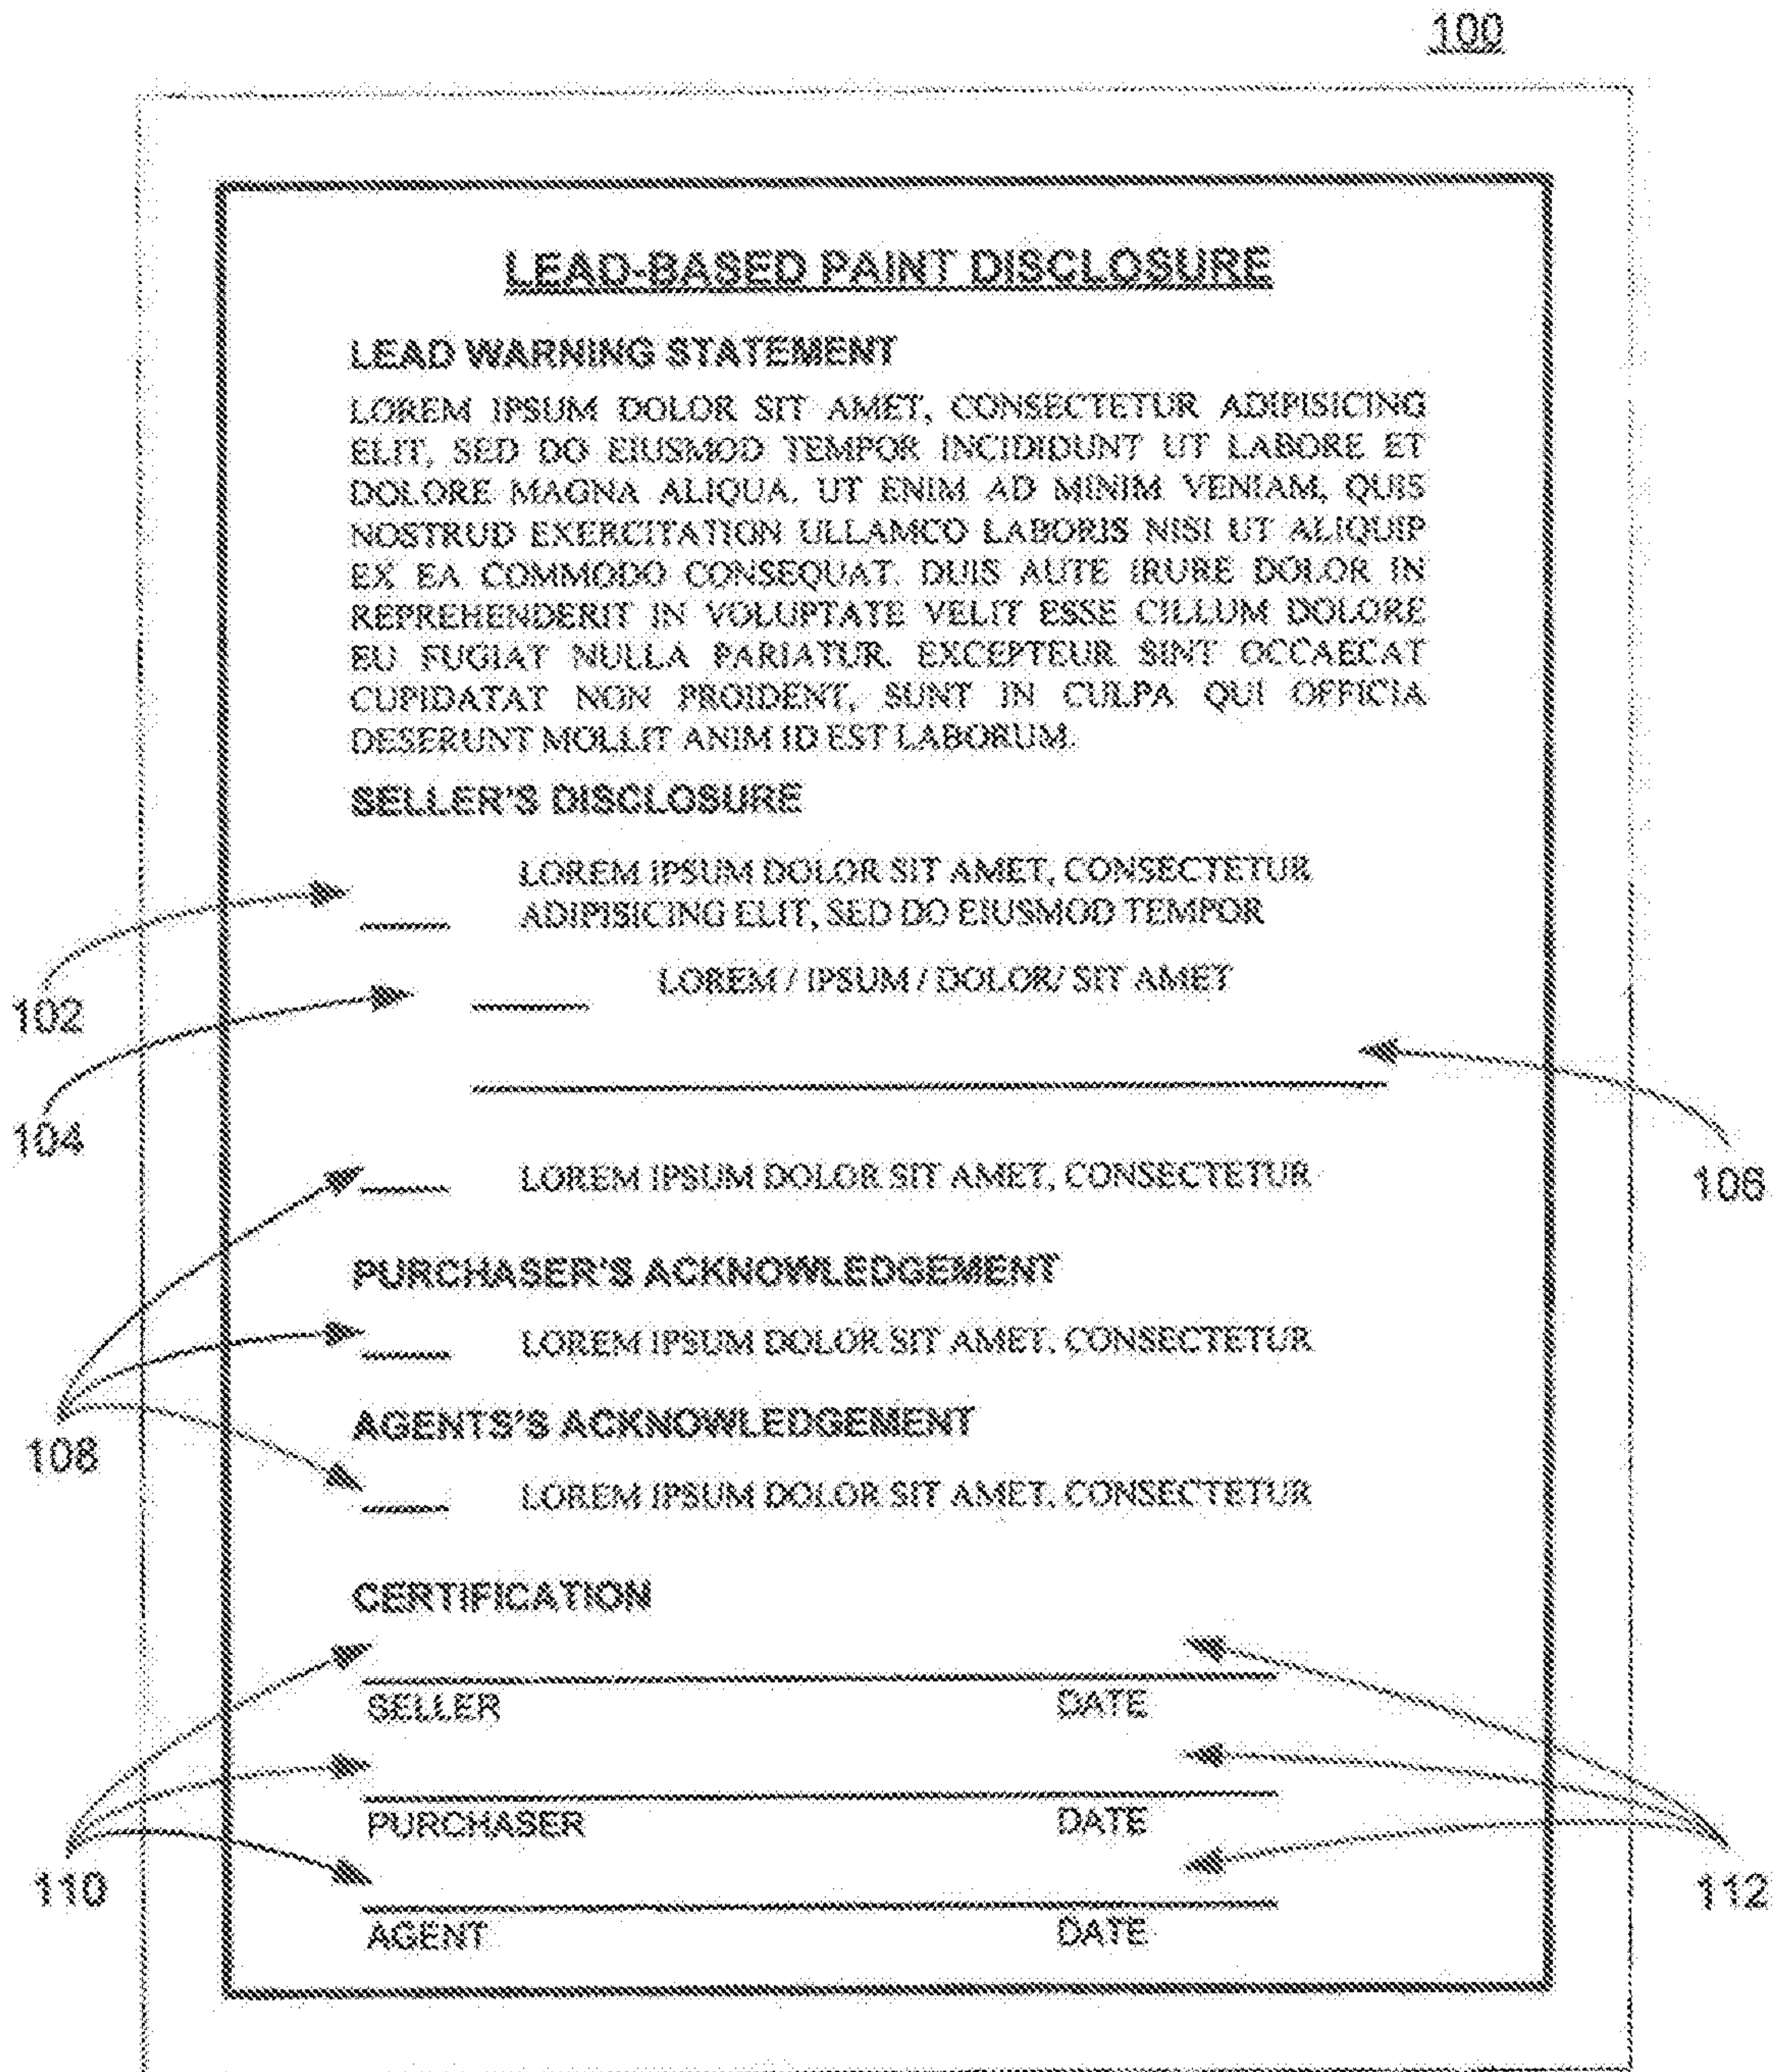 100
LEAD-BASED PAINT DISCLOSURE
LEAD WARNING STATEMENT
LOREM IPSUM DOLOR SIT AMET, CONSECTETUR ADIPISICING
ELIT, SED DO EIUSMOD TEMPOR INCIDIDUNT UT LABORE ET
DOLORE MAGNA ALIQUA. UT ENIM AD MINIM VENIAM, QUIS
NOSTRUD EXERCITATION ULLAMCO LABORIS NISI UT ALIQUIP
EX EA COMMODO CONSEQUAT. DUIS AUTE IRURE DOLOR IN
REPREHENDERIT IN VOLUPTATE VELIT ESSE CILLUM DOLORE
EU FUGIAT NULLA PARIATUR. EXCEPTEUR SINT OCCAECAT
CUPIDATAT NON PROIDENT, SUNT IN CULPA QUI OFFICIA
DESERUNT MOLLIT ANIM ID EST LABORUM.
SELLER'S DISCLOSURE
LOREM IPSUM DOLOR SIT AMET, CONSECTETUR
ADIPISICING ELIT, SED DO EIUSMOD TEMPOR
102
LOREM / IPSUM / DOLOR/ SIT AMET
104
106
LOREM IPSUM DOLOR SIT AMET, CONSECTETUR
PURCHASER'S ACKNOWLEDGEMENT
LOREM IPSUM DOLOR SIT AMET. CONSECTETUR
108
AGENTS'S ACKNOWLEDGEMENT
LOREM IPSUM DOLOR SIT AMET. CONSECTETUR
CERTIFICATION
SELLER DATE
PURCHASER DATE
110
112
AGENT DATE